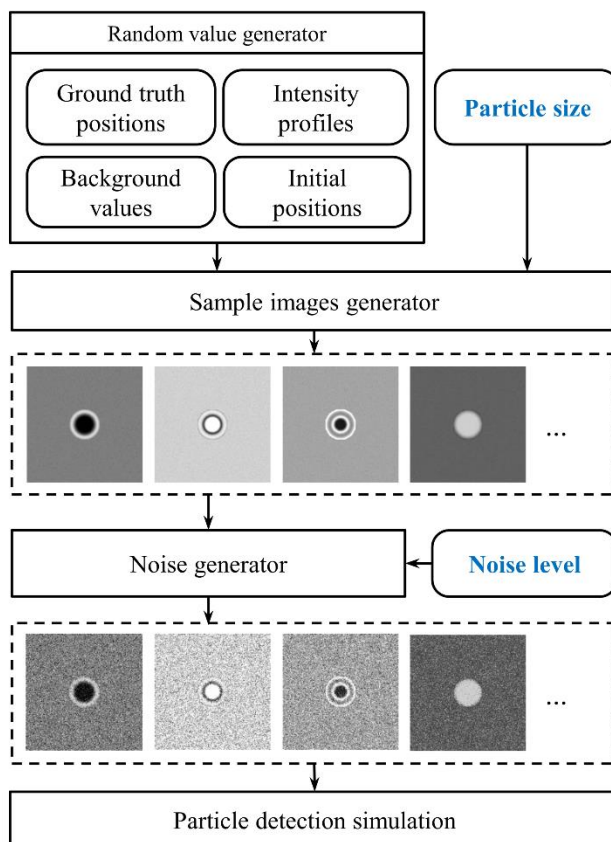 Random value generator
Ground truth
positions
Intensity
profiles
Particle size
Background
values
Initial
positions
Sample images generator
...
Noise generator
Noise level
...
Particle detection simulation